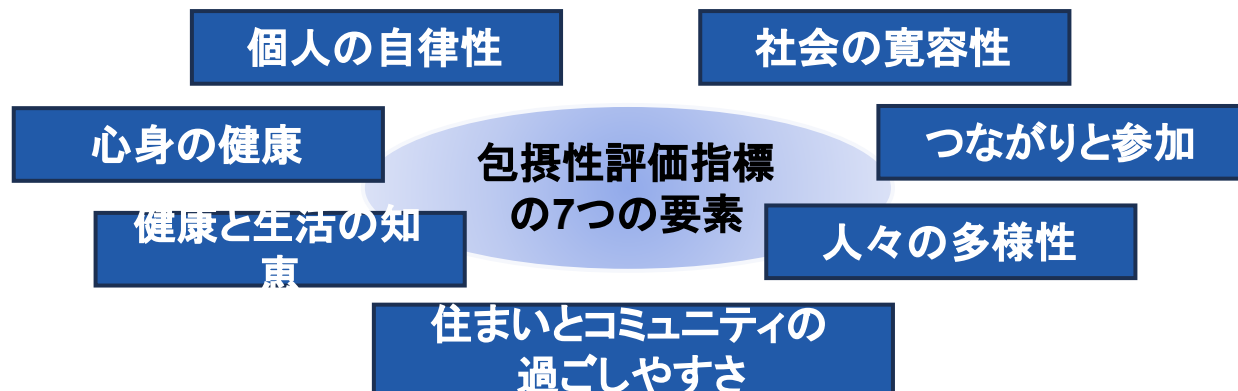 個人の自律性
社会の寛容性
心身の健康
つながりと参加
包摂性評価指標
の7つの要素
健康と生活の知
恵
人々の多様性
住まいとコミュニティの
過ごしやすさ